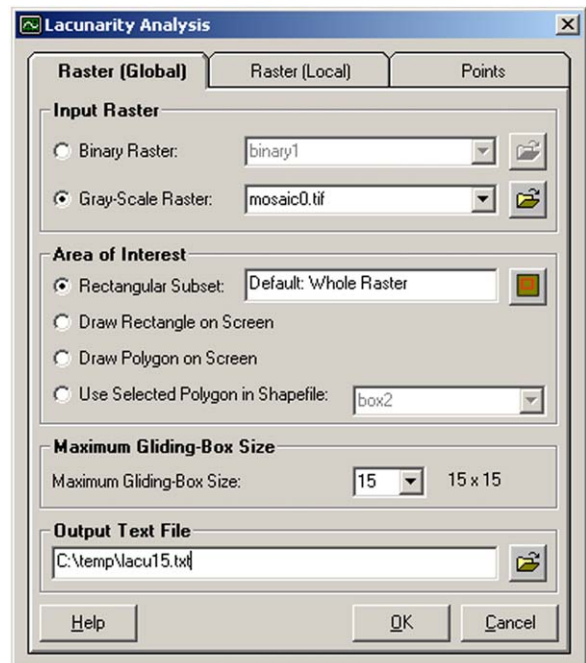 Lacunarity Analysis
Raster (Global) Raster (Local) Points
Input Raster
Binary Raster: binary1
Gray-Scale Raster: mosaic0.tif
Area of Interest
Rectangular Subset: Default: Whole Raster
Draw Rectangle on Screen
Draw Polygon on Screen
Use Selected Polygon in Shapefile: box2
Maximum Gliding-Box Size
Maximum Gliding-Box Size: 15 15 x 15
Output Text File
C:\temp\lacu15.txt
Help OK Cancel